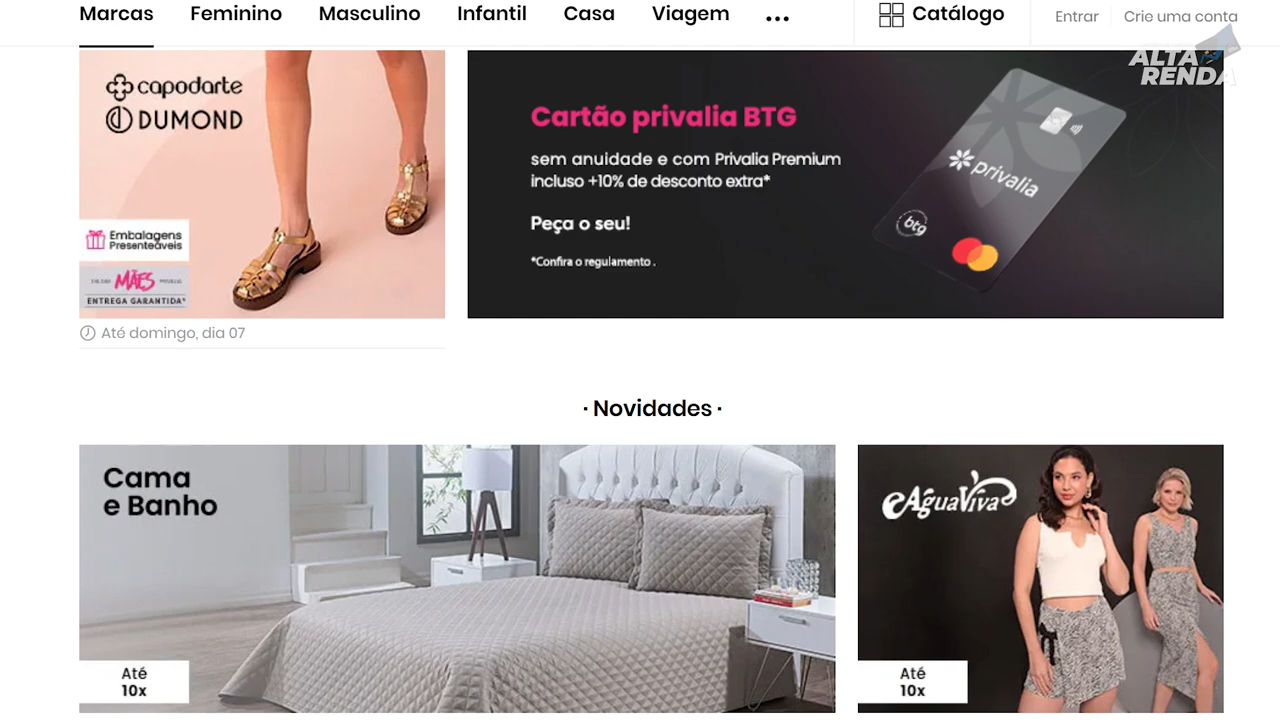 Marcas Feminino Masculino Infantil Casa Viagem ... Catálogo Entrar Crie uma conta
ALTA
RENDA
capodarte
DUMOND
Embalagens
Presenteáveis
MÃES
ENTREGA GARANTIDA*
Até domingo, dia 07
Cartão privalia BTG
sem anuidade e com Privalia Premium
incluso +10% de desconto extra*
Peça o seu!
*Confira o regulamento .
privalia
btg
· Novidades ·
Cama
e Banho
Até
10x
ÁguaViva
Até
10x